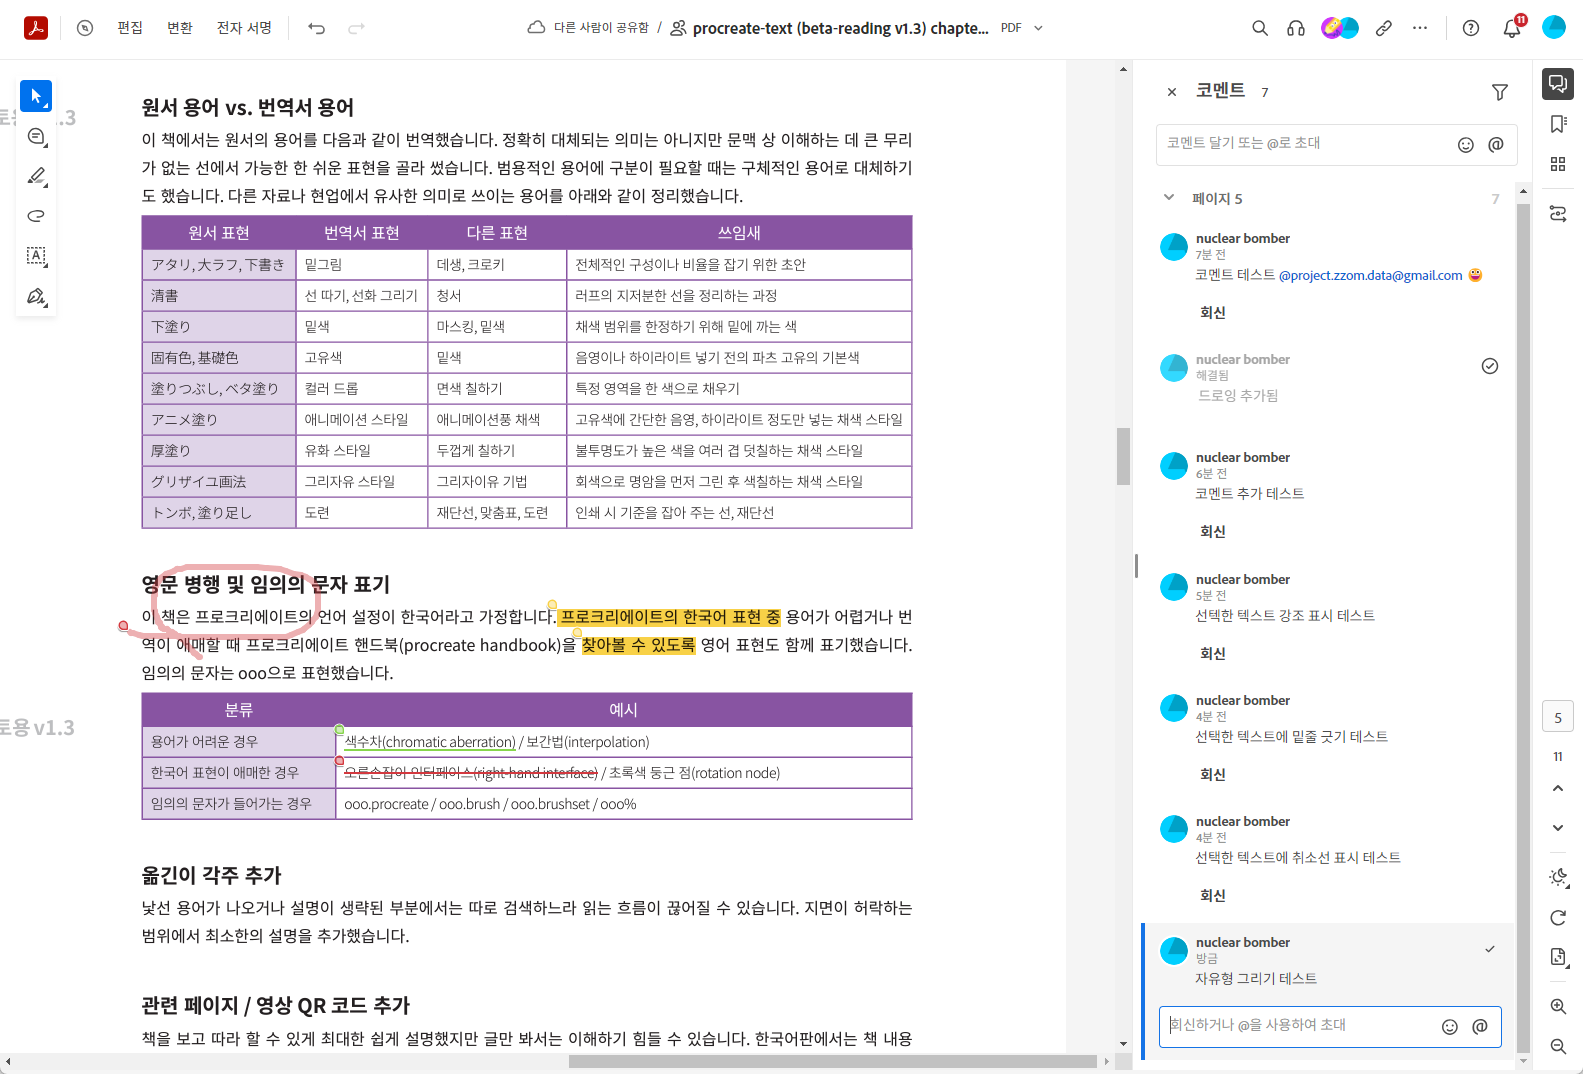 편집 변환 전자 서명 다른 사람이 공유함 / procreate-text (beta-reading v1.3) chapte... PDF 11
토용 v1.3
원서 용어 vs. 번역서 용어
이 책에서는 원서의 용어를 다음과 같이 번역했습니다. 정확히 대체되는 의미는 아니지만 문맥 상 이해하는 데 큰 무리
가 없는 선에서 가능한 한 쉬운 표현을 골라 썼습니다. 범용적인 용어에 구분이 필요할 때는 구체적인 용어로 대체하기
도 했습니다. 다른 자료나 현업에서 유사한 의미로 쓰이는 용어를 아래와 같이 정리했습니다.
원서 표현 번역서 표현 다른 표현 쓰임새
アタリ, 大ラフ, 下書き 밑그림 데생, 크로키 전체적인 구성이나 비율을 잡기 위한 초안
清書 선 따기, 선화 그리기 청서 러프의 지저분한 선을 정리하는 과정
下塗り 밑색 마스킹, 밑색 채색 범위를 한정하기 위해 밑에 까는 색
固有色, 基礎色 고유색 밑색 음영이나 하이라이트 넣기 전의 파츠 고유의 기본색
塗りつぶし, ベタ塗り 컬러 드롭 면색 칠하기 특정 영역을 한 색으로 채우기
アニメ塗り 애니메이션 스타일 애니메이션풍 채색 고유색에 간단한 음영, 하이라이트 정도만 넣는 채색 스타일
厚塗り 유화 스타일 두껍게 칠하기 불투명도가 높은 색을 여러 겹 덧칠하는 채색 스타일
グリザイユ画法 그리자유 스타일 그리자이유 기법 회색으로 명암을 먼저 그린 후 색칠하는 채색 스타일
トンボ, 塗り足し 도련 재단선, 맞춤표, 도련 인쇄 시 기준을 잡아 주는 선, 재단선
영문 병행 및 임의의 문자 표기
이 책은 프로크리에이트의 언어 설정이 한국어라고 가정합니다. 프로크리에이트의 한국어 표현 중 용어가 어렵거나 번
역이 애매할 때 프로크리에이트 핸드북(procreate handbook)을 찾아볼 수 있도록 영어 표현도 함께 표기했습니다.
임의의 문자는 ooo으로 표현했습니다.
토용 v1.3
분류 예시
용어가 어려운 경우 색수차(chromatic aberration) / 보간법(interpolation)
한국어 표현이 애매한 경우 오른손잡이 인터페이스(right-hand interface) / 초록색 둥근 점(rotation node)
임의의 문자가 들어가는 경우 ooo.procreate / ooo.brush / ooo.brushset / ooo%
옮긴이 각주 추가
낯선 용어가 나오거나 설명이 생략된 부분에서는 따로 검색하느라 읽는 흐름이 끊어질 수 있습니다. 지면이 허락하는
범위에서 최소한의 설명을 추가했습니다.
관련 페이지 / 영상 QR 코드 추가
책을 보고 따라 할 수 있게 최대한 쉽게 설명했지만 글만 봐서는 이해하기 힘들 수 있습니다. 한국어판에서는 책 내용
코멘트 7
코멘트 달기 또는 @로 초대
페이지 5 7
nuclear bomber
7분 전
코멘트 테스트 @project.zzom.data@gmail.com
회신
nuclear bomber
해결됨
드로잉 추가됨
nuclear bomber
6분 전
코멘트 추가 테스트
회신
nuclear bomber
5분 전
선텍한 텍스트 강조 표시 테스트
회신
nuclear bomber
4분 전
선택한 텍스트에 밑줄 긋기 테스트
회신
nuclear bomber
4분 전
선택한 텍스트에 취소선 표시 테스트
회신
nuclear bomber
방금
자유형 그리기 테스트
회신하거나 @을 사용하여 초대
5
11